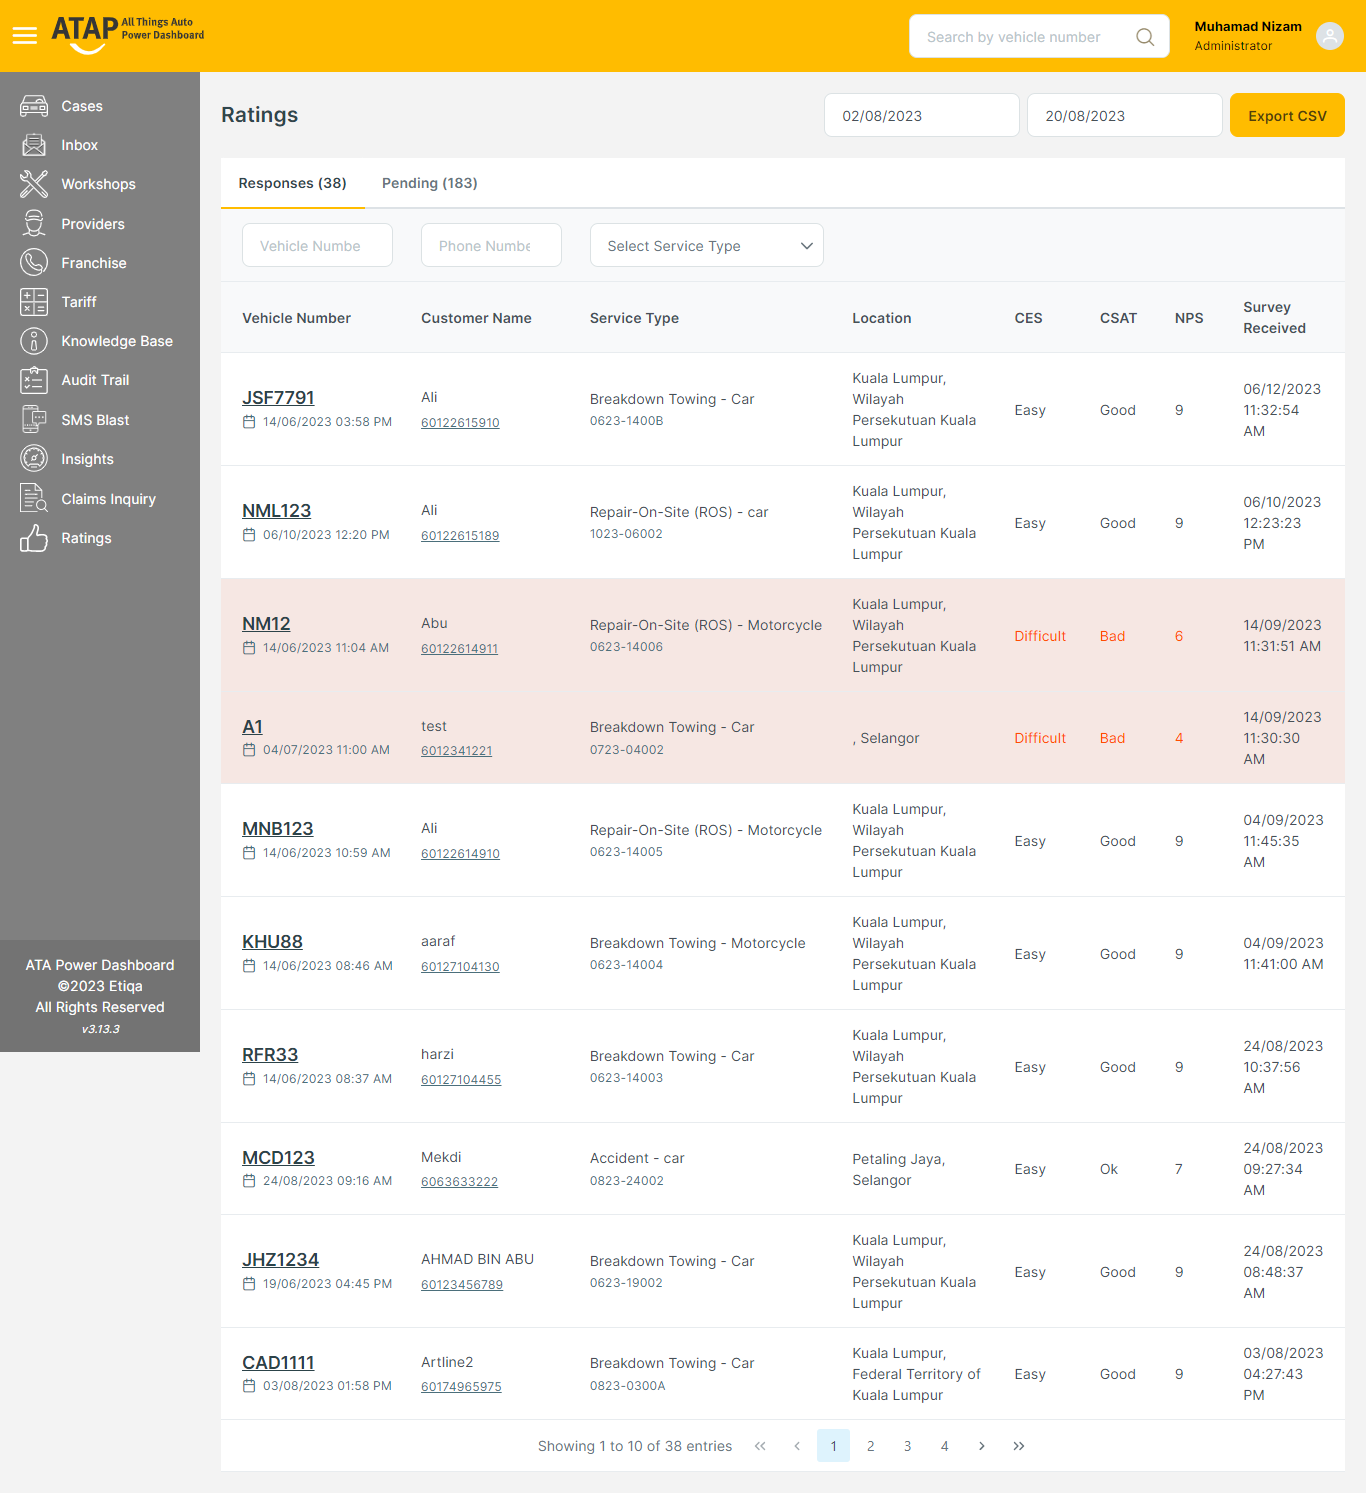 ATAP All Things Auto
Power Dashboard
Search by vehicle number
Muhamad Nizam
Administrator
Cases
Inbox
Workshops
Providers
Franchise
Tariff
Knowledge Base
Audit Trail
SMS Blast
Insights
Claims Inquiry
Ratings
ATA Power Dashboard
©2023 Etiqa
All Rights Reserved
v3.13.3
Ratings
02/08/2023
20/08/2023
Export CSV
Responses (38)
Pending (183)
Vehicle Numbe
Phone Numbe
Select Service Type
Vehicle Number
Customer Name
Service Type
Location
CES
CSAT
NPS
Survey
Received
JSF7791
14/06/2023 03:58 PM
Ali
60122615910
Breakdown Towing - Car
0623-1400B
Kuala Lumpur,
Wilayah
Persekutuan Kuala
Lumpur
Easy
Good
9
06/12/2023
11:32:54
AM
NML123
06/10/2023 12:20 PM
Ali
60122615189
Repair-On-Site (ROS) - car
1023-06002
Kuala Lumpur,
Wilayah
Persekutuan Kuala
Lumpur
Easy
Good
9
06/10/2023
12:23:23
PM
NM12
14/06/2023 11:04 AM
Abu
60122614911
Repair-On-Site (ROS) - Motorcycle
0623-14006
Kuala Lumpur,
Wilayah
Persekutuan Kuala
Lumpur
Difficult
Bad
6
14/09/2023
11:31:51 AM
A1
04/07/2023 11:00 AM
test
6012341221
Breakdown Towing - Car
0723-04002
, Selangor
Difficult
Bad
4
14/09/2023
11:30:30
AM
MNB123
14/06/2023 10:59 AM
Ali
60122614910
Repair-On-Site (ROS) - Motorcycle
0623-14005
Kuala Lumpur,
Wilayah
Persekutuan Kuala
Lumpur
Easy
Good
9
04/09/2023
11:45:35
AM
KHU88
14/06/2023 08:46 AM
aaraf
60127104130
Breakdown Towing - Motorcycle
0623-14004
Kuala Lumpur,
Wilayah
Persekutuan Kuala
Lumpur
Easy
Good
9
04/09/2023
11:41:00 AM
RFR33
14/06/2023 08:37 AM
harzi
60127104455
Breakdown Towing - Car
0623-14003
Kuala Lumpur,
Wilayah
Persekutuan Kuala
Lumpur
Easy
Good
9
24/08/2023
10:37:56
AM
MCD123
24/08/2023 09:16 AM
Mekdi
6063633222
Accident - car
0823-24002
Petaling Jaya,
Selangor
Easy
Ok
7
24/08/2023
09:27:34
AM
JHZ1234
19/06/2023 04:45 PM
AHMAD BIN ABU
60123456789
Breakdown Towing - Car
0623-19002
Kuala Lumpur,
Wilayah
Persekutuan Kuala
Lumpur
Easy
Good
9
24/08/2023
08:48:37
AM
CAD1111
03/08/2023 01:58 PM
Artline2
60174965975
Breakdown Towing - Car
0823-0300A
Kuala Lumpur,
Federal Territory of
Kuala Lumpur
Easy
Good
9
03/08/2023
04:27:43
PM
Showing 1 to 10 of 38 entries « ‹ 1 2 3 4 › »